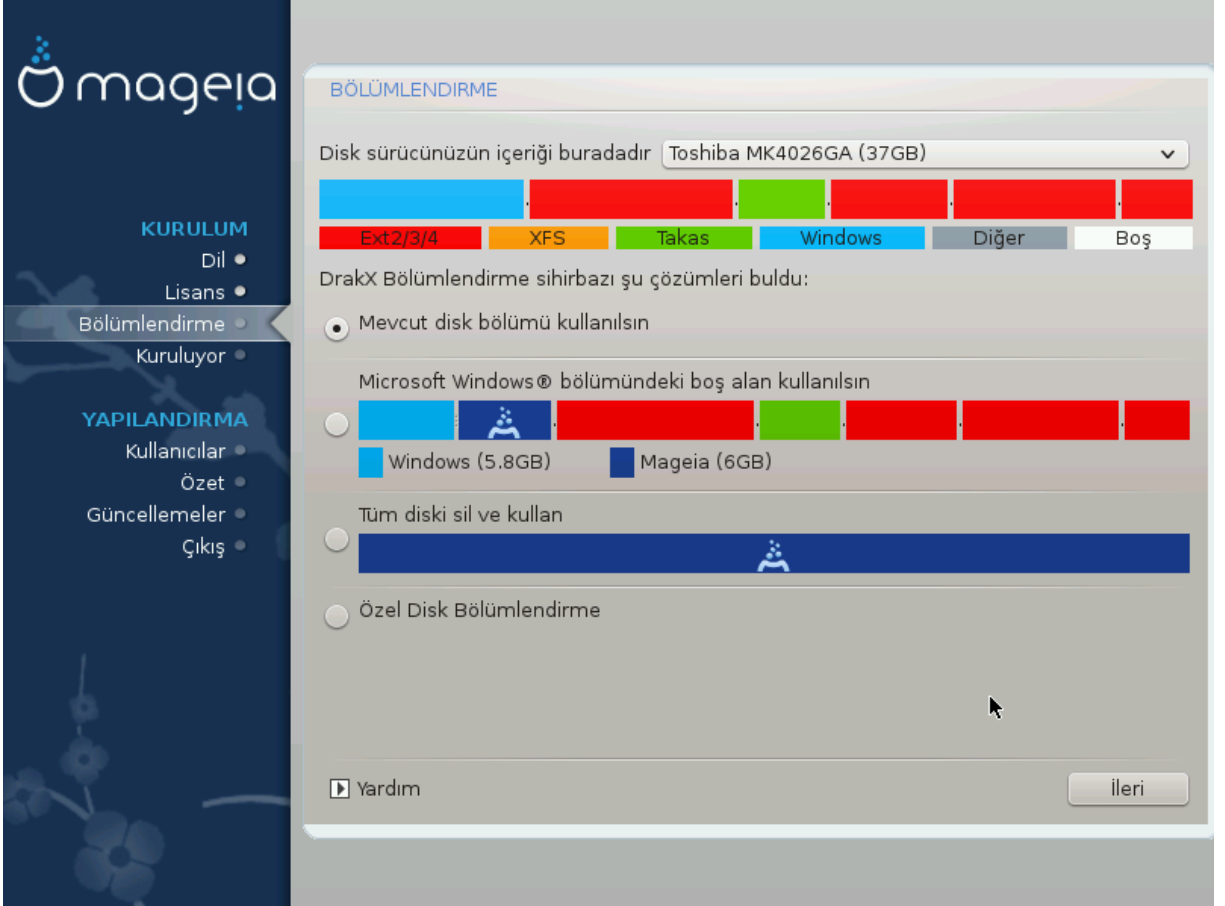 mageia
KURULUM
Dil
Lisans
Bölümlendirme
Kuruluyor
YAPILANDIRMA
Kullanıcılar
Özet
Güncellemeler
Çıkış
BÖLÜMLENDIRME
Disk sürücünüzün içeriği buradadır Toshiba MK4026GA (37GB)
Ext2/3/4 XFS Takas Windows Diğer Boş
DrakX Bölümlendirme sihirbazı şu çözümleri buldu:
Mevcut disk bölümü kullanılsın
Microsoft Windows® bölümündeki boş alan kullanılsın
Windows (5.8GB) Mageia (6GB)
Tüm diski sil ve kullan
Özel Disk Bölümlendirme
Yardım İleri